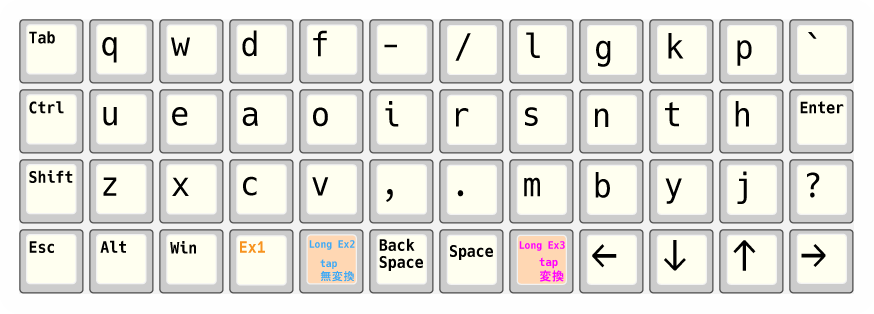 Tab q w d f - / l g k p `
Ctrl u e a o i r s n t h Enter
Shift z x c v , . m b y j ?
Esc Alt Win Ex1 Long Ex2 tap 無変換 Back Space Space Long Ex3 tap 変換 ← ↓ ↑ →